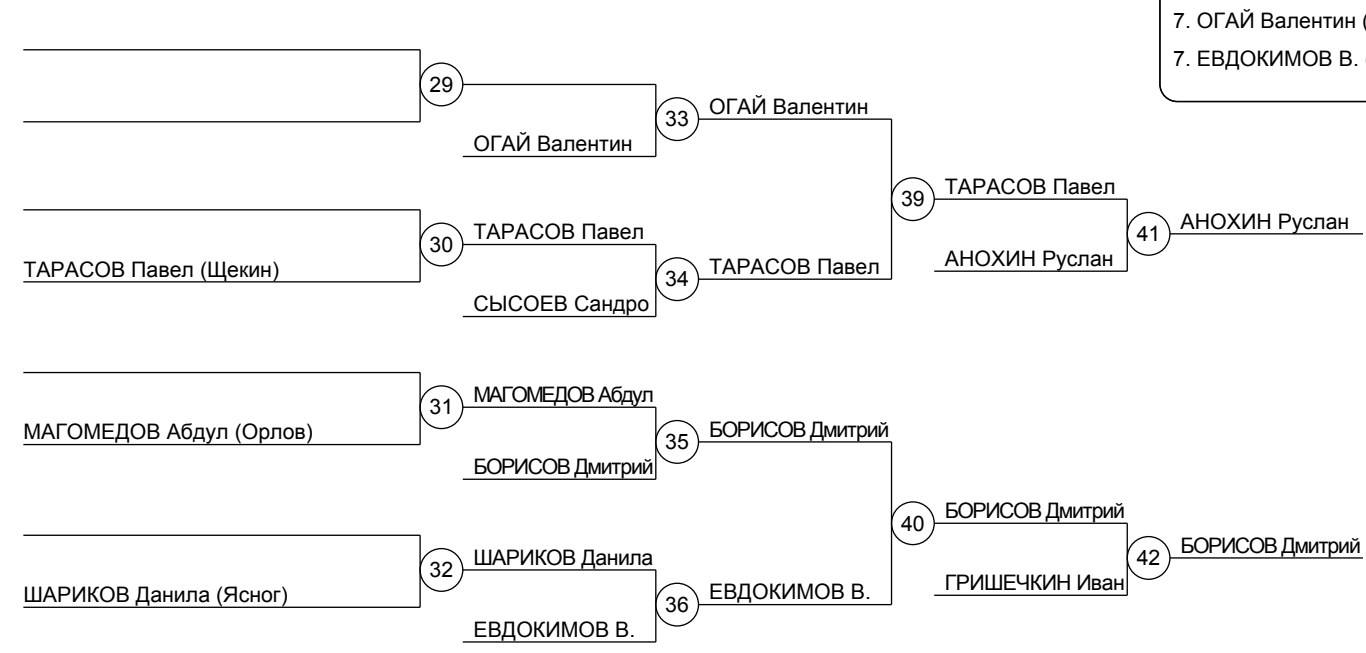 7. ОГАЙ Валентин (
7. ЕВДОКИМОВ В.
29
ОГАЙ Валентин
33
ОГАЙ Валентин
ТАРАСОВ Павел (Щекин)
30
ТАРАСОВ Павел
СЫСОЕВ Сандро
34
ТАРАСОВ Павел
39
ТАРАСОВ Павел
АНОХИН Руслан
41
АНОХИН Руслан
МАГОМЕДОВ Абдул (Орлов)
31
МАГОМЕДОВ Абдул
БОРИСОВ Дмитрий
35
БОРИСОВ Дмитрий
ШАРИКОВ Данила (Ясног)
32
ШАРИКОВ Данила
ЕВДОКИМОВ В.
36
ЕВДОКИМОВ В.
40
БОРИСОВ Дмитрий
ГРИШЕЧКИН Иван
42
БОРИСОВ Дмитрий